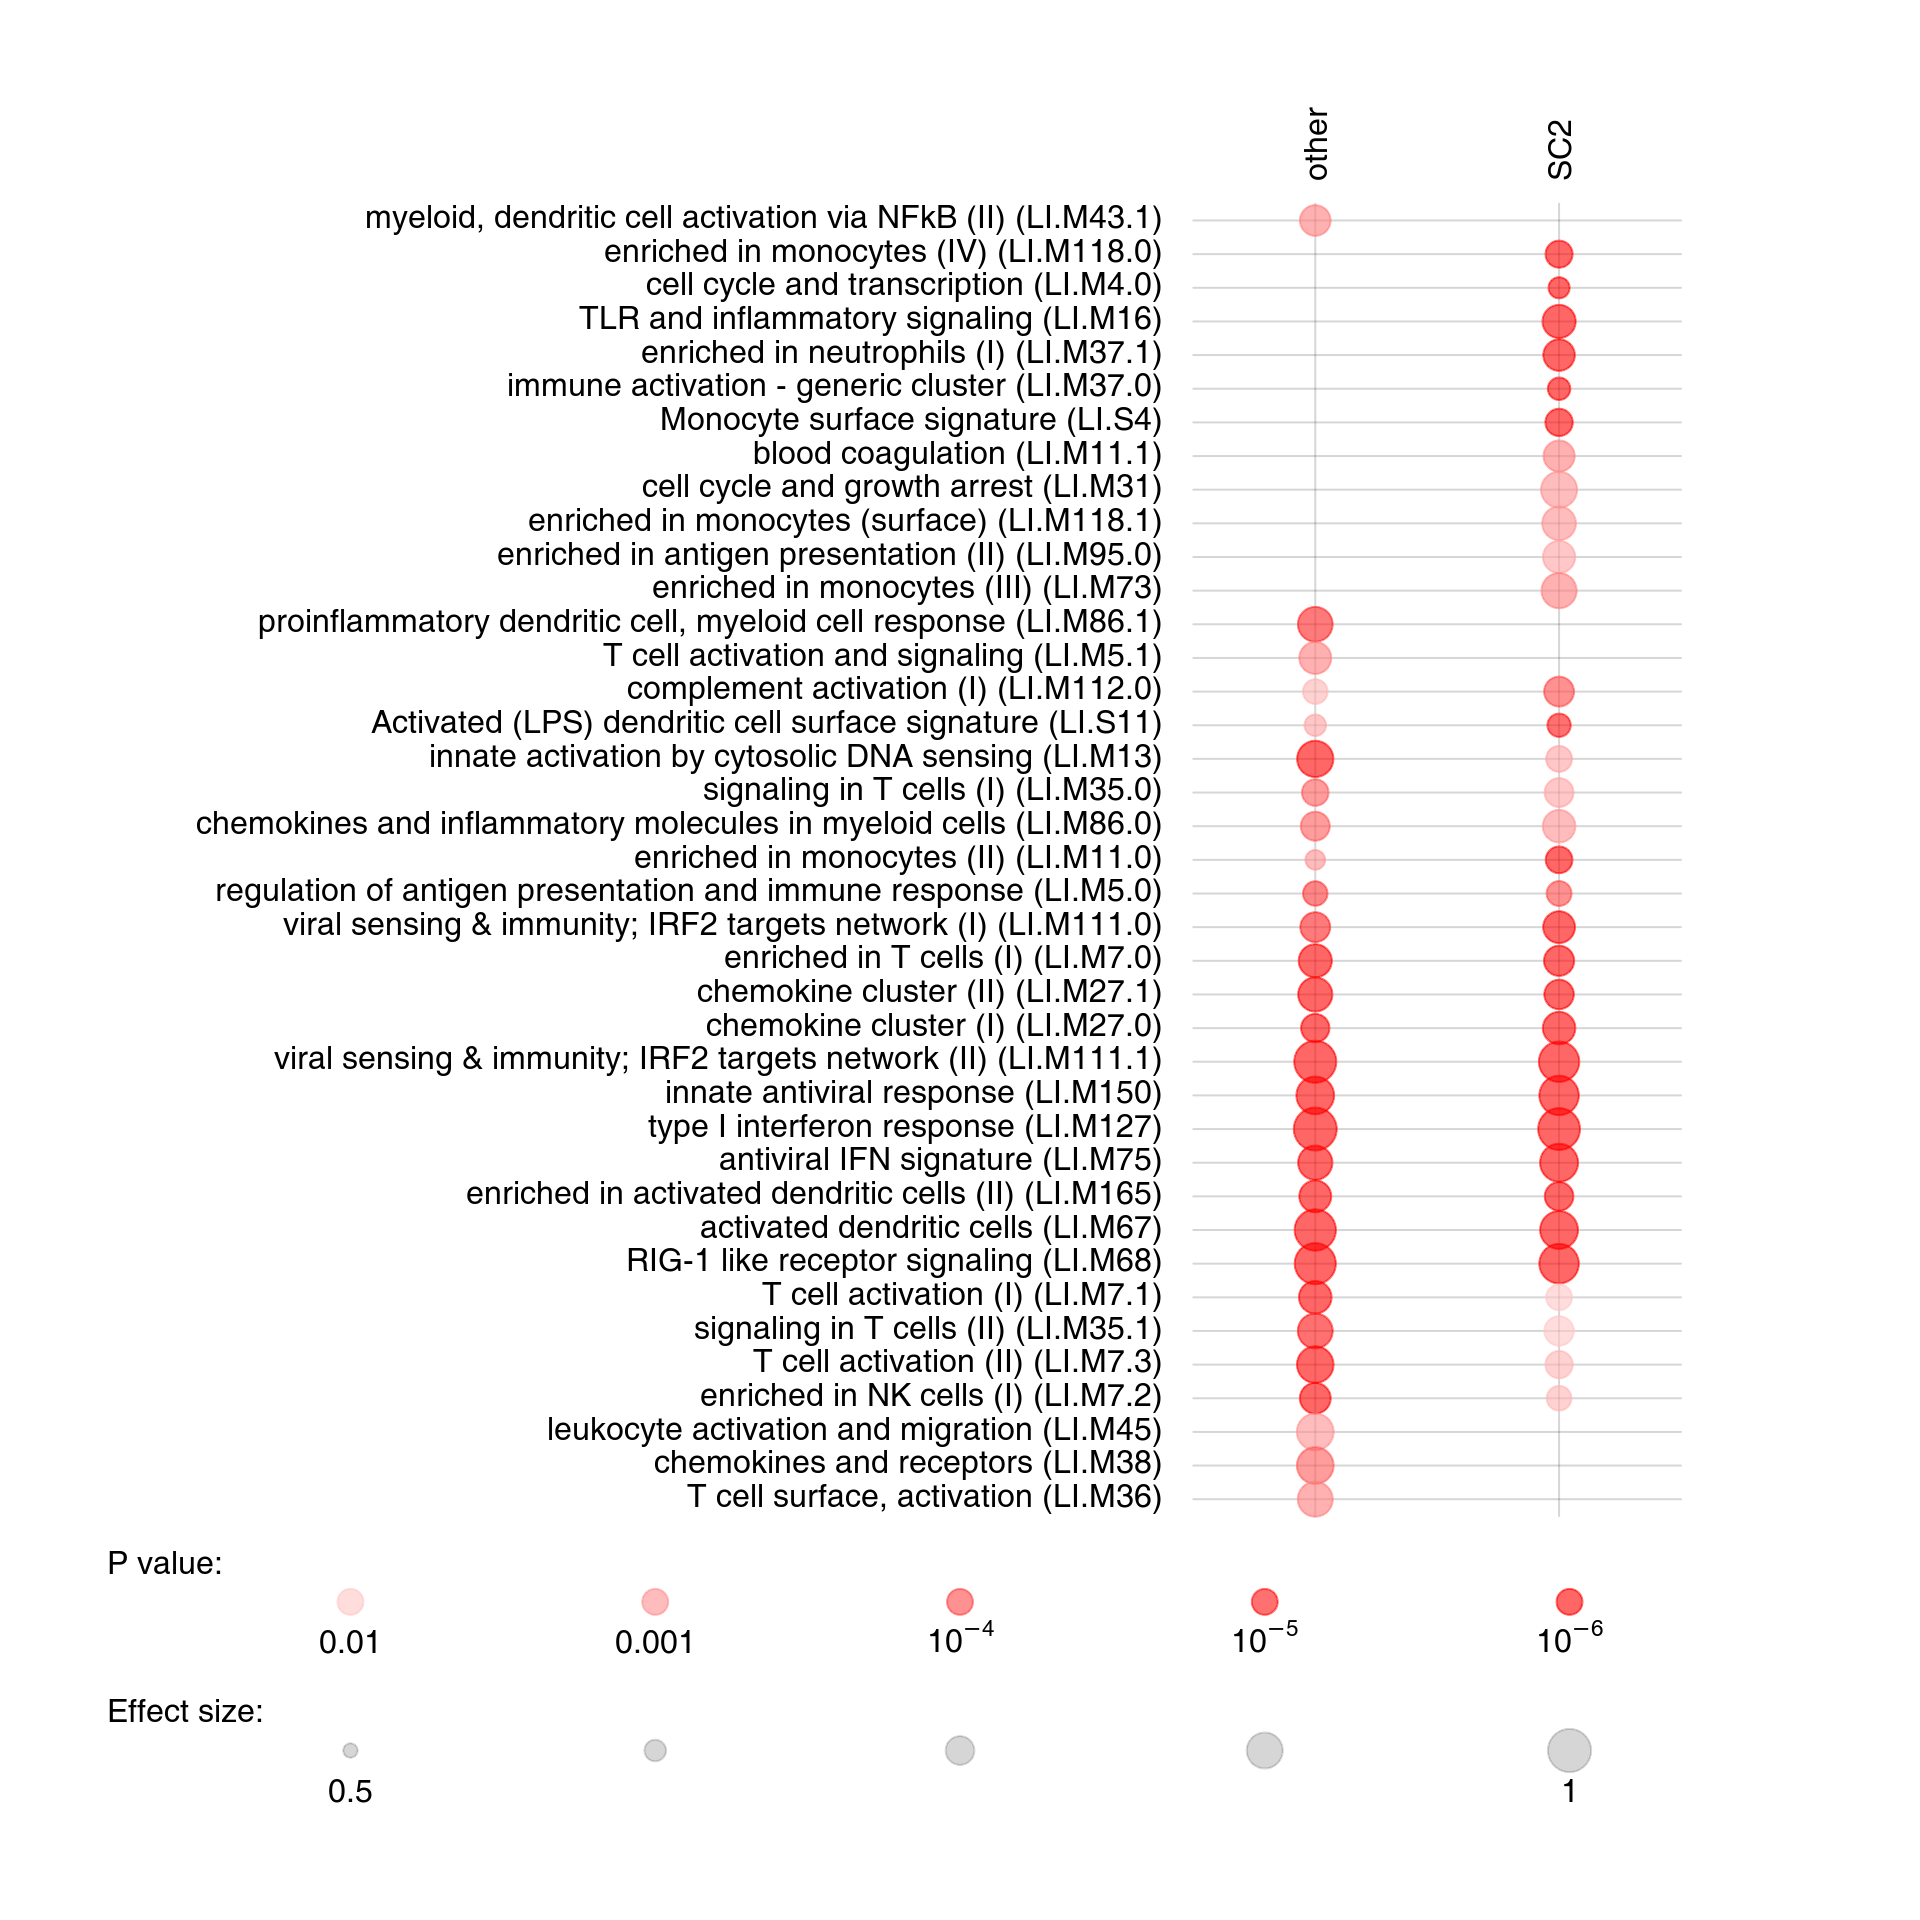 other
SC2
myeloid, dendritic cell activation via NFkB (II) (LI.M43.1)
enriched in monocytes (IV) (LI.M118.0)
cell cycle and transcription (LI.M4.0)
TLR and inflammatory signaling (LI.M16)
enriched in neutrophils (I) (LI.M37.1)
immune activation - generic cluster (LI.M37.0)
Monocyte surface signature (LI.S4)
blood coagulation (LI.M11.1)
cell cycle and growth arrest (LI.M31)
enriched in monocytes (surface) (LI.M118.1)
enriched in antigen presentation (II) (LI.M95.0)
enriched in monocytes (III) (LI.M73)
proinflammatory dendritic cell, myeloid cell response (LI.M86.1)
T cell activation and signaling (LI.M5.1)
complement activation (I) (LI.M112.0)
Activated (LPS) dendritic cell surface signature (LI.S11)
innate activation by cytosolic DNA sensing (LI.M13)
signaling in T cells (I) (LI.M35.0)
chemokines and inflammatory molecules in myeloid cells (LI.M86.0)
enriched in monocytes (II) (LI.M11.0)
regulation of antigen presentation and immune response (LI.M5.0)
viral sensing & immunity; IRF2 targets network (I) (LI.M111.0)
enriched in T cells (I) (LI.M7.0)
chemokine cluster (II) (LI.M27.1)
chemokine cluster (I) (LI.M27.0)
viral sensing & immunity; IRF2 targets network (II) (LI.M111.1)
innate antiviral response (LI.M150)
type I interferon response (LI.M127)
antiviral IFN signature (LI.M75)
enriched in activated dendritic cells (II) (LI.M165)
activated dendritic cells (LI.M67)
RIG-1 like receptor signaling (LI.M68)
T cell activation (I) (LI.M7.1)
signaling in T cells (II) (LI.M35.1)
T cell activation (II) (LI.M7.3)
enriched in NK cells (I) (LI.M7.2)
leukocyte activation and migration (LI.M45)
chemokines and receptors (LI.M38)
T cell surface, activation (LI.M36)
P value:
0.01 0.001 10⁻⁴ 10⁻⁵ 10⁻⁶
Effect size:
0.5 1